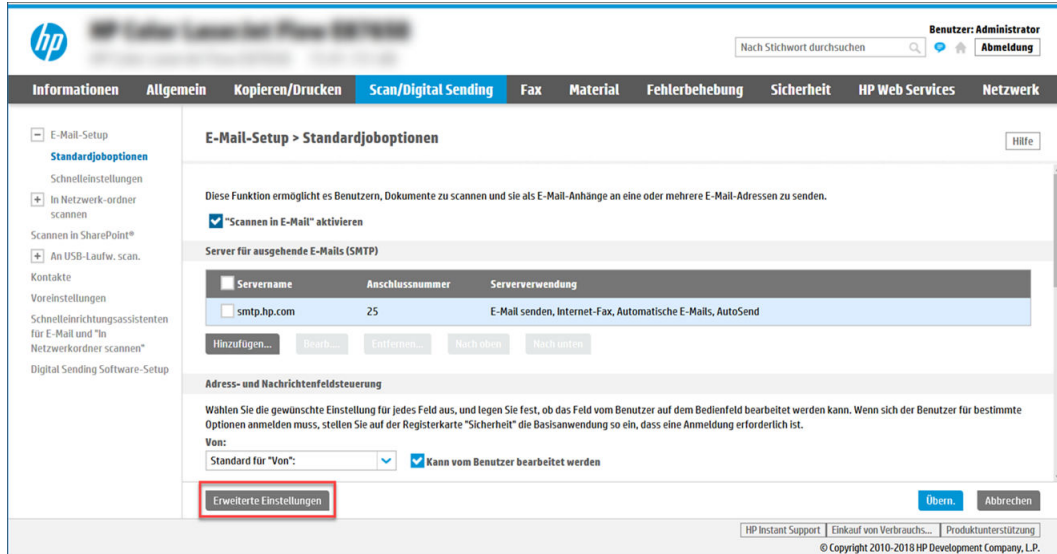 hp
Benutzer: Administrator
Nach Stichwort durchsuchen
Abmeldung
Informationen Allgemein Kopieren/Drucken Scan/Digital Sending Fax Material Fehlerbehebung Sicherheit HP Web Services Netzwerk
E-Mail-Setup
Standardjoboptionen
Schnelleinstellungen
In Netzwerk-ordner
scannen
Scannen in SharePoint®
An USB-Laufw. scan.
Kontakte
Voreinstellungen
Schnelleinrichtungsassistenten
für E-Mail und "In
Netzwerkordner scannen"
Digital Sending Software-Setup
E-Mail-Setup > Standardjoboptionen
Hilfe
Diese Funktion ermöglicht es Benutzern, Dokumente zu scannen und sie als E-Mail-Anhänge an eine oder mehrere E-Mail-Adressen zu senden.
"Scannen in E-Mail" aktivieren
Server für ausgehende E-Mails (SMTP)
Servername Anschlussnummer Serververwendung
smtp.hp.com 25 E-Mail senden, Internet-Fax, Automatische E-Mails, AutoSend
Hinzufügen... Bearb... Entfernen... Nach oben Nach unten
Adress- und Nachrichtenfeldsteuerung
Wählen Sie die gewünschte Einstellung für jedes Feld aus, und legen Sie fest, ob das Feld vom Benutzer auf dem Bedienfeld bearbeitet werden kann. Wenn sich der Benutzer für bestimmte
Optionen anmelden muss, stellen Sie auf der Registerkarte "Sicherheit" die Basisanwendung so ein, dass eine Anmeldung erforderlich ist.
Von:
Standard für "Von":
Kann vom Benutzer bearbeitet werden
Erweiterte Einstellungen
Übern. Abbrechen
HP Instant Support Einkauf von Verbrauchs... Produktunterstützung
© Copyright 2010-2018 HP Development Company, L.P.